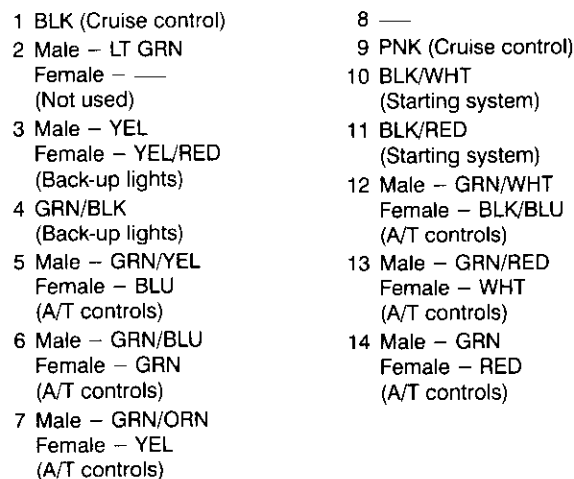 1 BLK (Cruise control)
2 Male – LT GRN
Female – —
(Not used)
3 Male – YEL
Female – YEL/RED
(Back-up lights)
4 GRN/BLK
(Back-up lights)
5 Male – GRN/YEL
Female – BLU
(A/T controls)
6 Male – GRN/BLU
Female – GRN
(A/T controls)
7 Male – GRN/ORN
Female – YEL
(A/T controls)
8 —
9 PNK (Cruise control)
10 BLK/WHT
(Starting system)
11 BLK/RED
(Starting system)
12 Male – GRN/WHT
Female – BLK/BLU
(A/T controls)
13 Male – GRN/RED
Female – WHT
(A/T controls)
14 Male – GRN
Female – RED
(A/T controls)